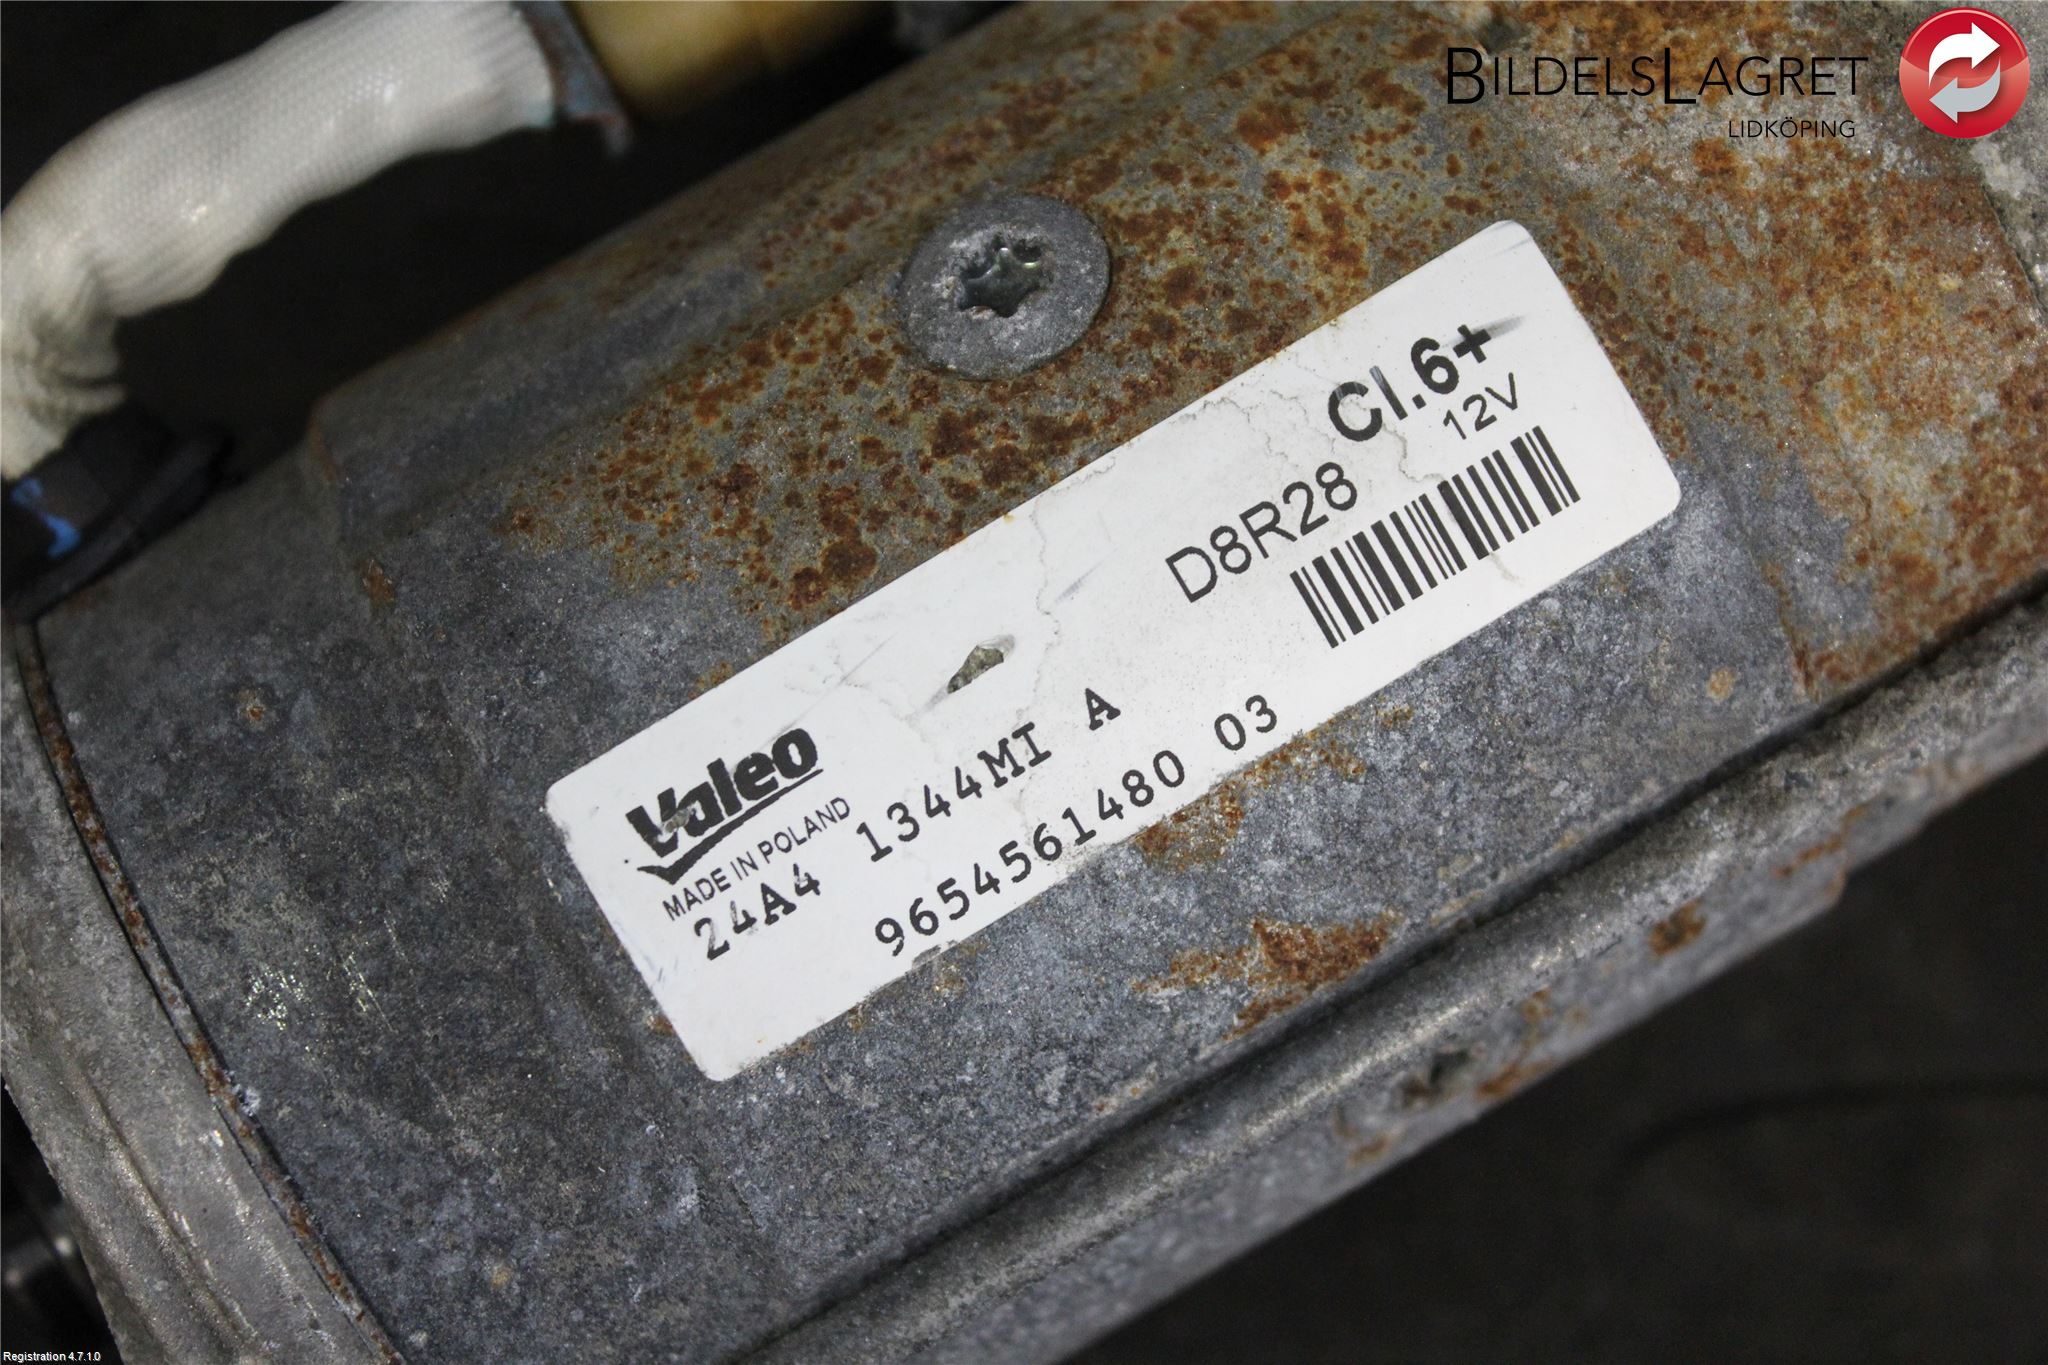 BILDELSLAGRET
LIDKÖPING
Cl.6+
12V
D8R28
Valeo
MADE IN POLAND
24A4 1344MI A
9654561480 03
Registration 4.7.1.0